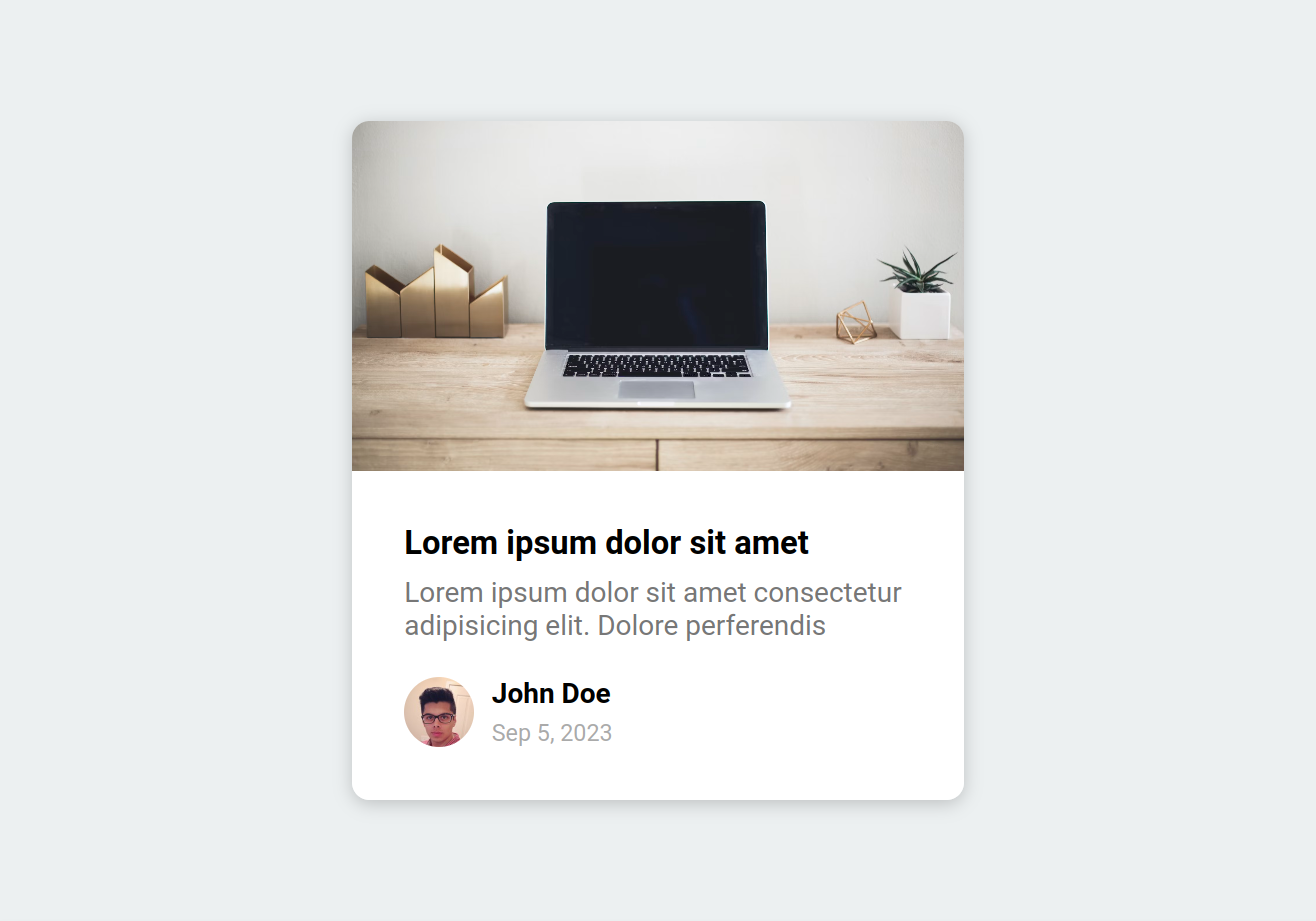 Lorem ipsum dolor sit amet
Lorem ipsum dolor sit amet consectetur
adipisicing elit. Dolore perferendis
John Doe
Sep 5, 2023